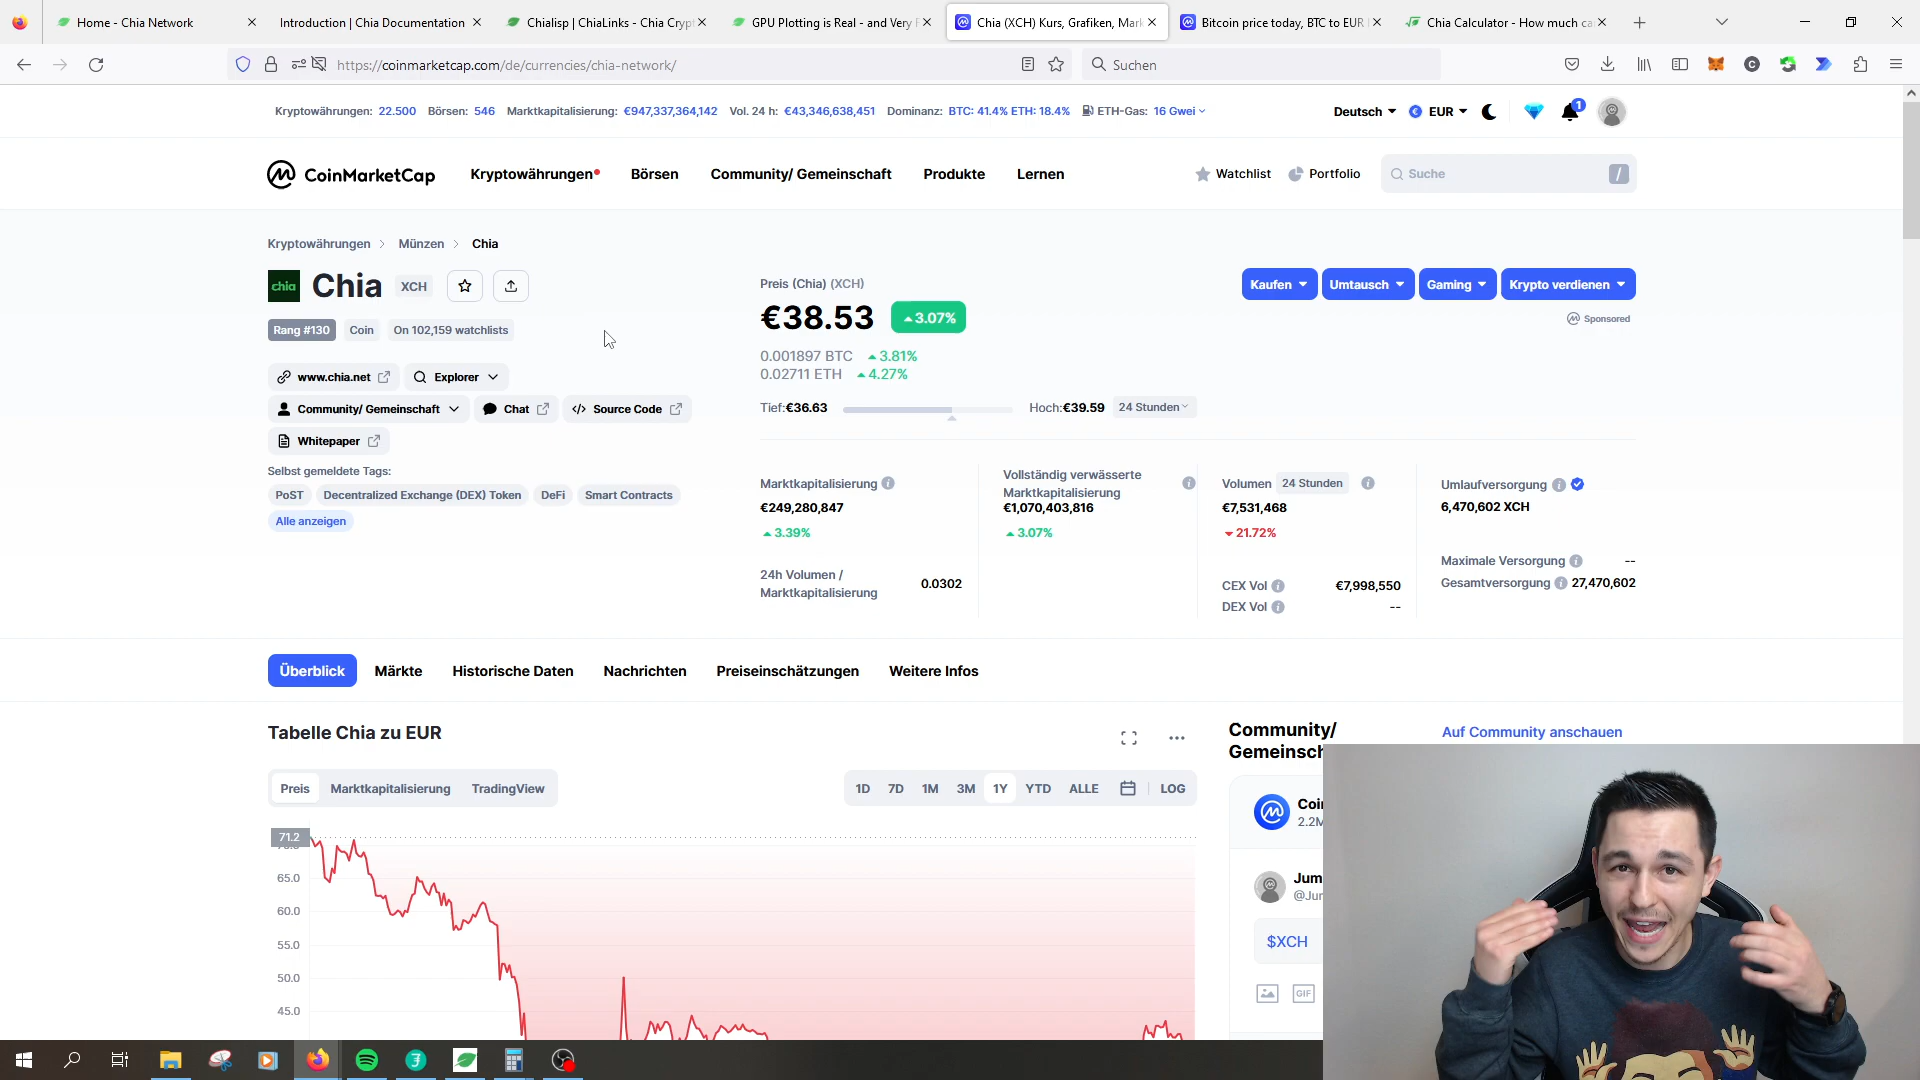 Home - Chia Network
Introduction | Chia Documentation
Chialisp | ChiaLinks - Chia Crypt
GPU Plotting is Real - and Very F
Chia (XCH) Kurs, Grafiken, Mark
Bitcoin price today, BTC to EUR
Chia Calculator - How much ca
https://coinmarketcap.com/de/currencies/chia-network/
Suchen
Kryptowährungen: 22.500 Börsen: 546 Marktkapitalisierung: €947,337,364,142 Vol. 24 h: €43,346,638,451 Dominanz: BTC: 41.4% ETH: 18.4% ETH-Gas: 16 Gwei
Deutsch EUR 1
CoinMarketCap
Kryptowährungen Börsen Community/ Gemeinschaft Produkte Lernen
Watchlist Portfolio Suche /
Kryptowährungen > Münzen > Chia
chia Chia XCH
Rang #130 Coin On 102,159 watchlists
www.chia.net Explorer
Community/ Gemeinschaft Chat Source Code
Whitepaper
Selbst gemeldete Tags:
PoST Decentralized Exchange (DEX) Token DeFi Smart Contracts
Alle anzeigen
Preis (Chia) (XCH)
€38.53 3.07%
0.001897 BTC 3.81%
0.02711 ETH 4.27%
Tief:€36.63 Hoch:€39.59 24 Stunden
Kaufen Umtausch Gaming Krypto verdienen
Sponsored
Marktkapitalisierung
€249,280,847
3.39%
24h Volumen /
Marktkapitalisierung
0.0302
Vollständig verwässerte
Marktkapitalisierung
€1,070,403,816
3.07%
Volumen 24 Stunden
€7,531,468
21.72%
CEX Vol €7,998,550
DEX Vol --
Umlaufversorgung
6,470,602 XCH
Maximale Versorgung --
Gesamtversorgung 27,470,602
Überblick Märkte Historische Daten Nachrichten Preiseinschätzungen Weitere Infos
Tabelle Chia zu EUR
Preis Marktkapitalisierung TradingView
1D 7D 1M 3M 1Y YTD ALLE LOG
71.2
65.0
60.0
55.0
50.0
45.0
Community/
Gemeinsch
Auf Community anschauen
Coi
2.2M
Jum
@Jur
$XCH
GIF